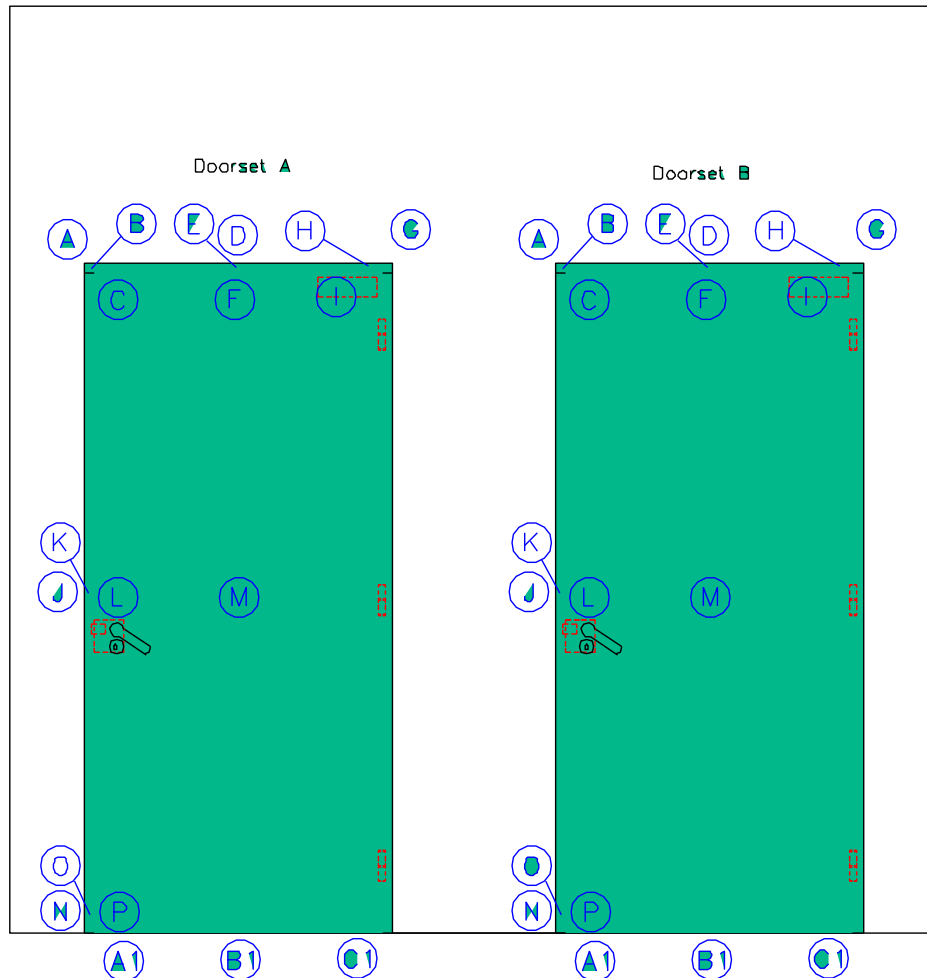 Doorset A Doorset B
A B E D H G A B E D H G
C F I C F I
K K
J L M J L M
O O
N P N P
A1 B1 C1 A1 B1 C1